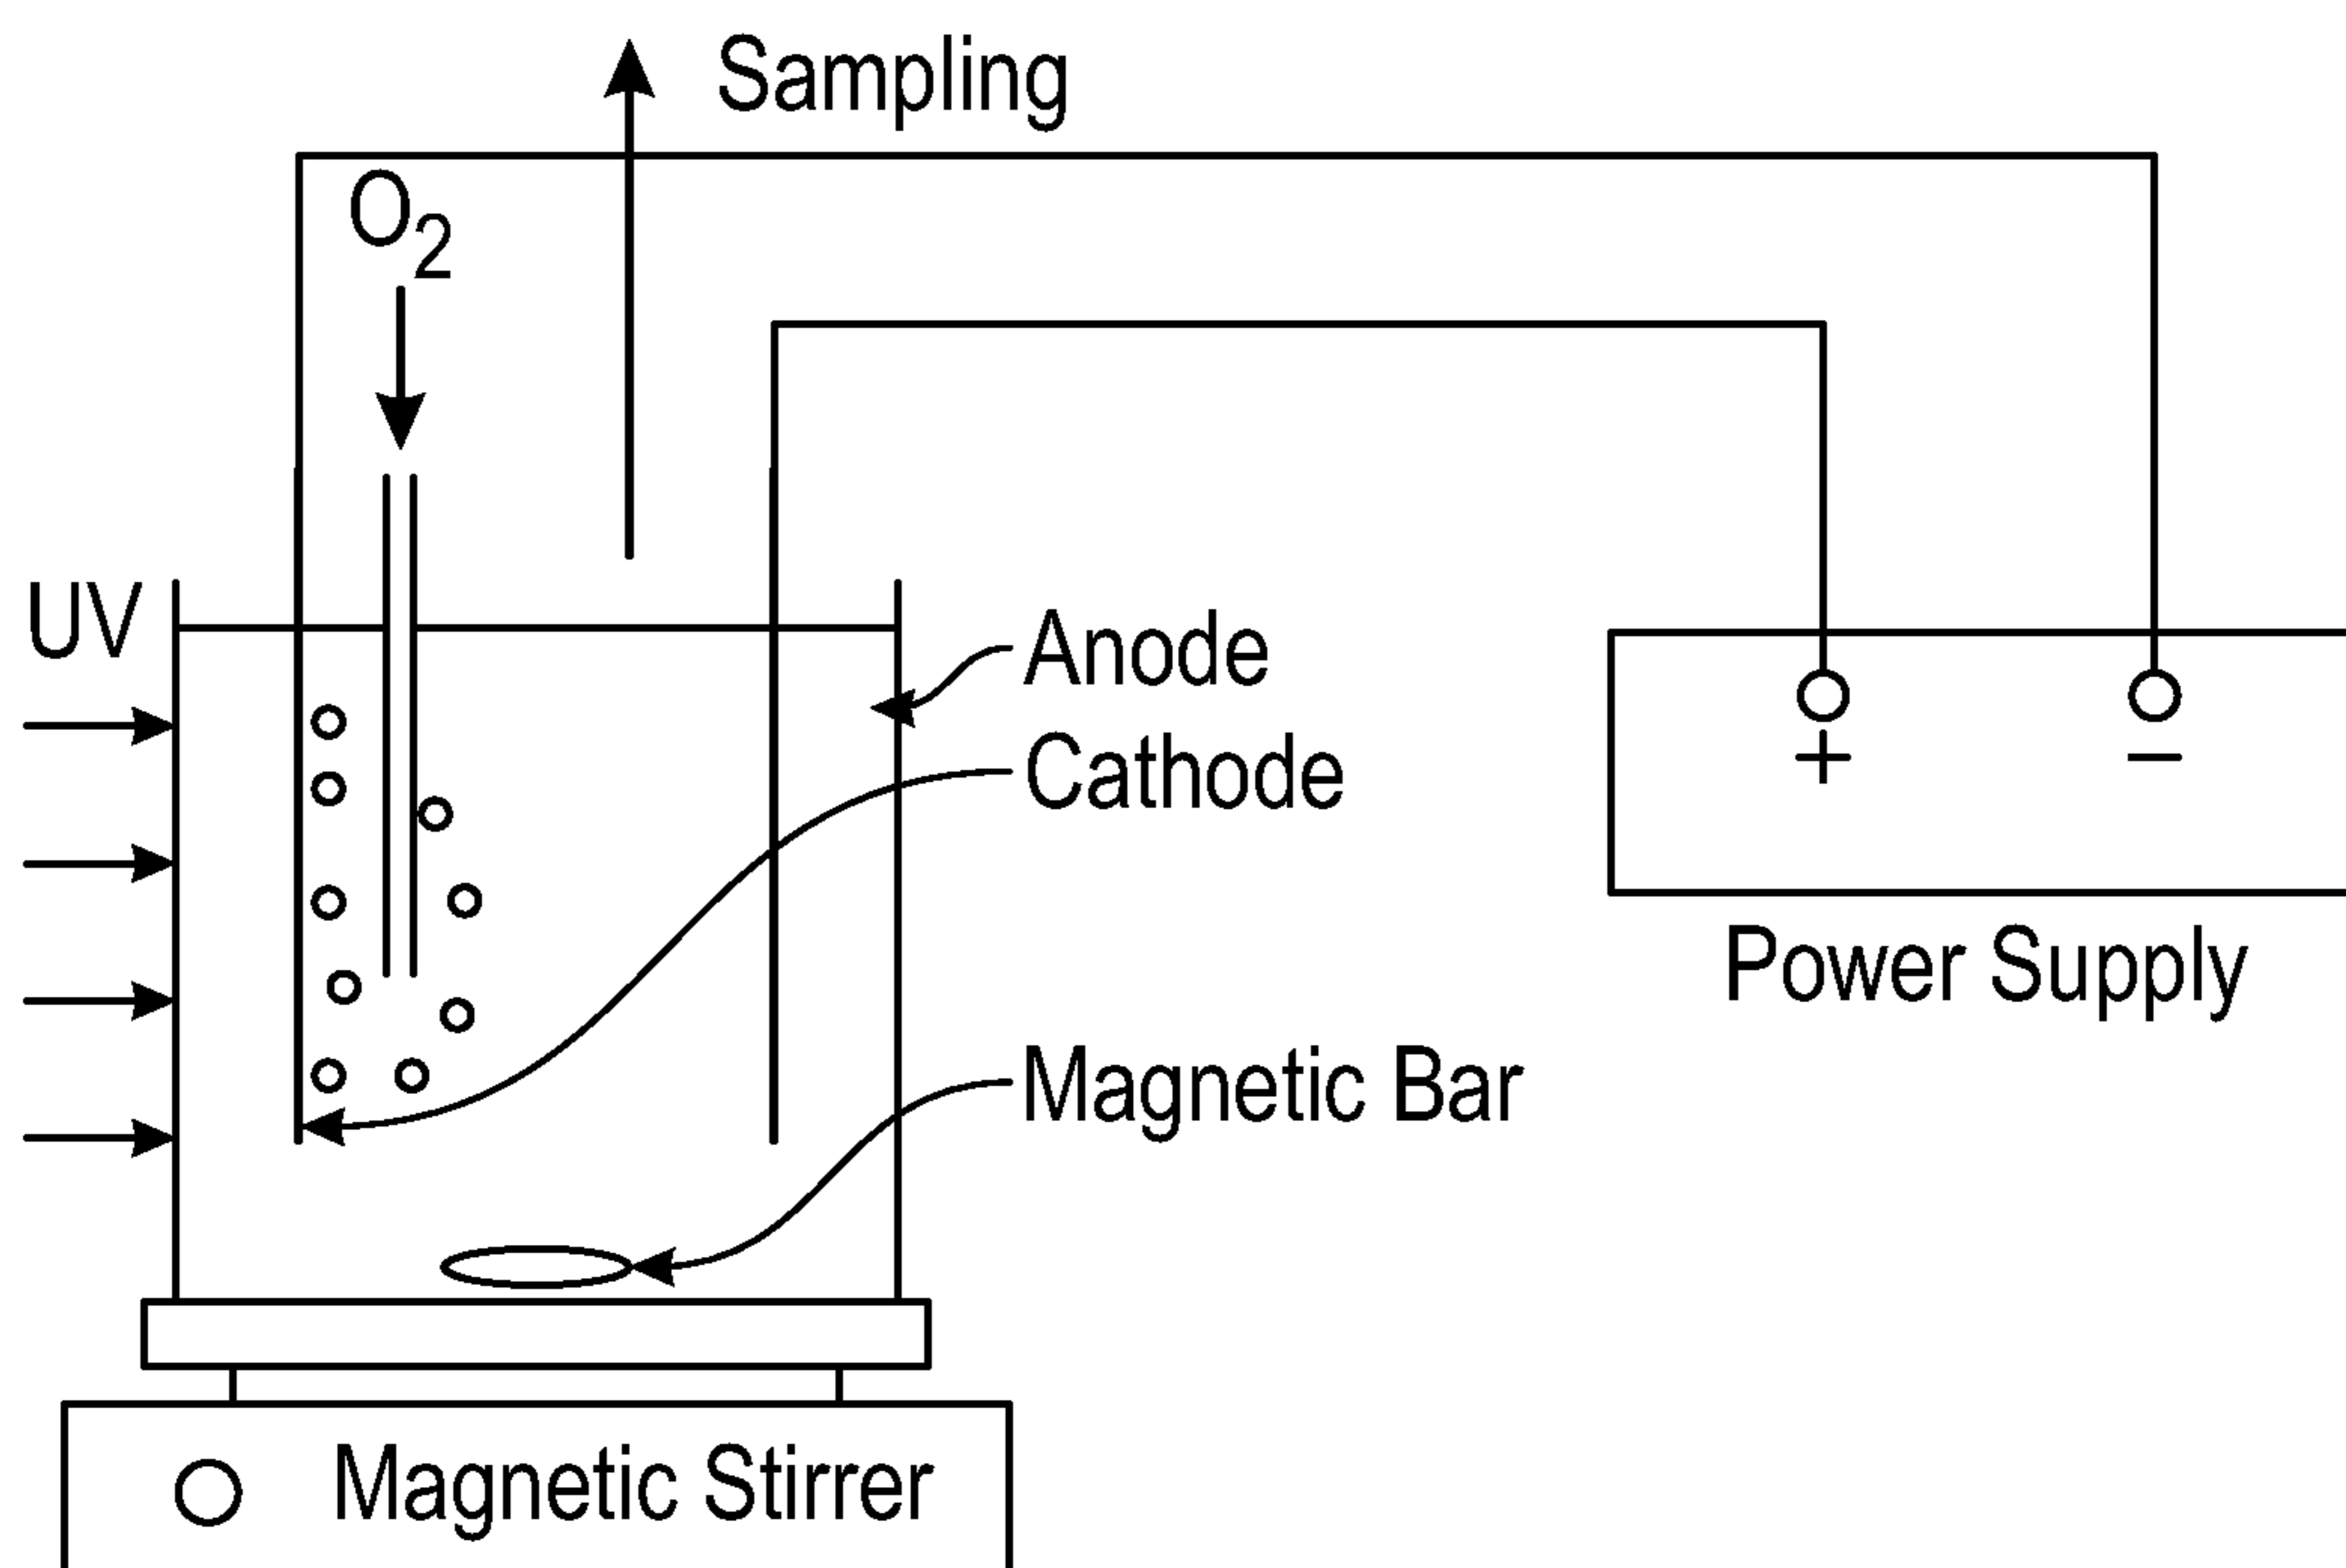 Sampling
O₂
UV
Anode
Cathode
+
−
Power Supply
Magnetic Bar
Magnetic Stirrer